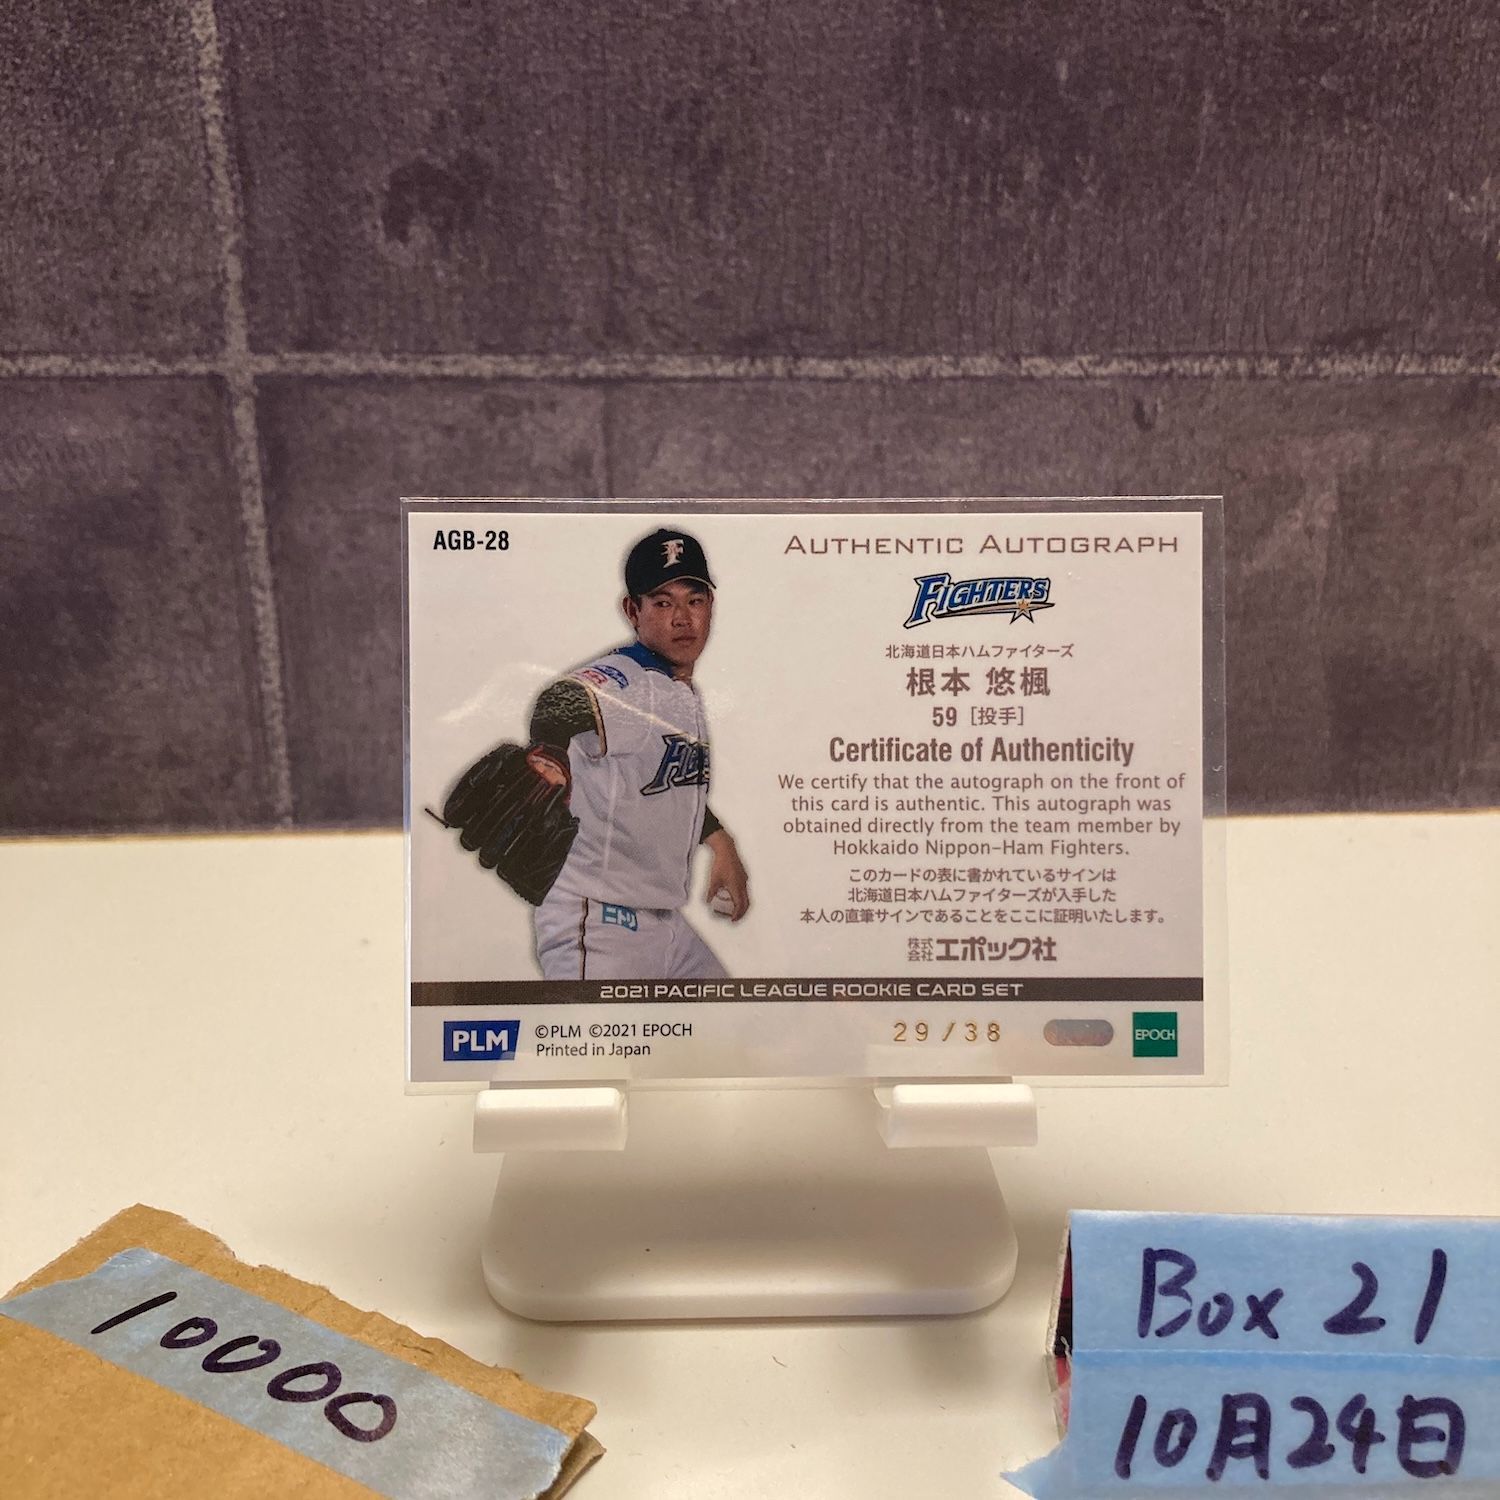 AGB-28
AUTHENTIC AUTOGRAPH
FIGHTERS
北海道日本ハムファイターズ
根本 悠楓
59 [投手]
Certificate of Authenticity
We certify that the autograph on the front of
this card is authentic. This autograph was
obtained directly from the team member by
Hokkaido Nippon-Ham Fighters.
このカードの表に書かれているサインは
北海道日本ハムファイターズが入手した
本人の直筆サインであることをここに証明いたします。
株式会社エポック社
2021 PACIFIC LEAGUE ROOKIE CARD SET
PLM
©PLM ©2021 EPOCH
Printed in Japan
29/38
EPOCH
10000
Box 21
10月24日